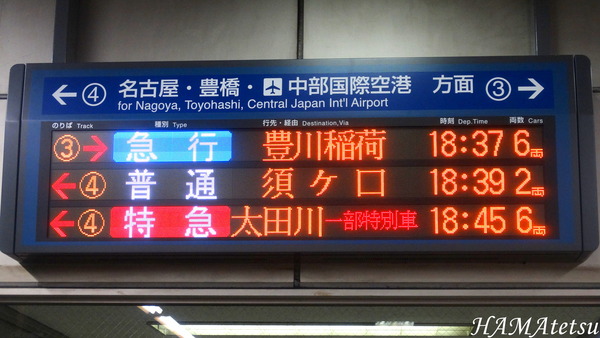 ← ④ 名古屋・豊橋・✈中部国際空港 方面 ③ →
for Nagoya, Toyohashi, Central Japan Int'l Airport
のりば Track 種別 Type 行先・経由 Destination,Via 時刻 Dep.Time 両数 Cars
③→ 急行 豊川稲荷 18:37 6両
←④ 普通 須ヶ口 18:39 2両
←④ 特急 太田川 一部特別車 18:45 6両
HAMAtetsu